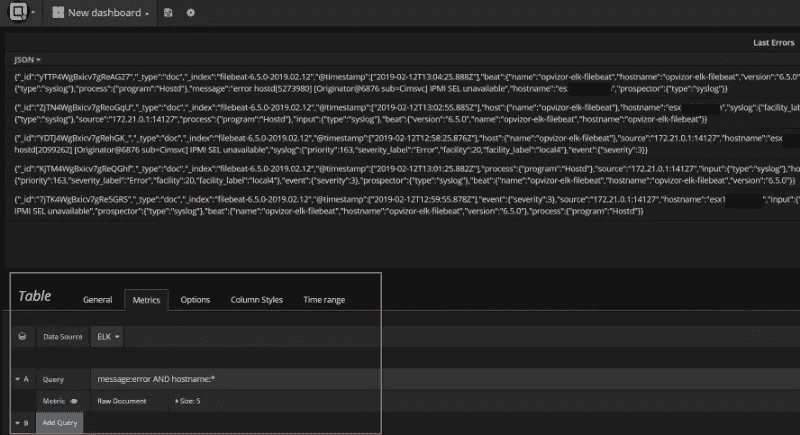 New dashboard
Last Errors
JSON
{"_id":"yTTP4WgBxicv7gReAG27","_type":"doc","_index":"filebeat-6.5.0-2019.02.12","@timestamp":["2019-02-12T13:04:25.888Z"],"beat":{"name":"opvizor-elk-filebeat","hostname":"opvizor-elk-filebeat","version":"6.5.0"
{"type":"syslog"},"process":{"program":"Hostd"},"message":"error hostd[5273980] [Originator@6876 sub=Cimsvc] IPMI SEL unavailable","hostname":"es ","prospector":{"type":"syslog"}}
{"_id":"ZjTN4WgBxicv7gReoGqU","_type":"doc","_index":"filebeat-6.5.0-2019.02.12","@timestamp":["2019-02-12T13:02:55.885Z"],"host":{"name":"opvizor-elk-filebeat"},"hostname":"esx ","syslog":{"facility_la
{"type":"syslog"},"source":"172.21.0.1:14127","process":{"program":"Hostd"},"input":{"type":"syslog"},"beat":{"version":"6.5.0","name":"opvizor-elk-filebeat","hostname":"opvizor-elk-filebeat"}}
{"_id":"YDTJ4WgBxicv7gRehGK_","_type":"doc","_index":"filebeat-6.5.0-2019.02.12","@timestamp":["2019-02-12T12:58:25.876Z"],"host":{"name":"opvizor-elk-filebeat"},"source":"172.21.0.1:14127","hostname":"esx
hostd[2099262] [Originator@6876 sub=Cimsvc] IPMI SEL unavailable","syslog":{"priority":163,"severity_label":"Error","facility":20,"facility_label":"local4"},"event":{"severity":3}}
{"_id":"KjTM4WgBxicv7gReQGhf","_type":"doc","_index":"filebeat-6.5.0-2019.02.12","@timestamp":["2019-02-12T13:01:25.882Z"],"process":{"program":"Hostd"},"source":"172.21.0.1:14127","input":{"type":"syslog"},"hos
{"priority":163,"severity_label":"Error","facility":20,"facility_label":"local4"},"event":{"severity":3},"prospector":{"type":"syslog"},"beat":{"name":"opvizor-elk-filebeat","hostname":"opvizor-elk-filebeat","version":"6.5.0"}}
{"_id":"7jTK4WgBxicv7gRe5GRS","_type":"doc","_index":"filebeat-6.5.0-2019.02.12","@timestamp":["2019-02-12T12:59:55.878Z"],"event":{"severity":3},"source":"172.21.0.1:14127","hostname":"esx1 ","input":{"
IPMI SEL unavailable","prospector":{"type":"syslog"},"beat":{"name":"opvizor-elk-filebeat","hostname":"opvizor-elk-filebeat","version":"6.5.0"},"process":{"program":"Hostd"}}
Table General Metrics Options Column Styles Time range
Data Source ELK
A Query message:error AND hostname:*
Metric Raw Document Size: 5
B Add Query